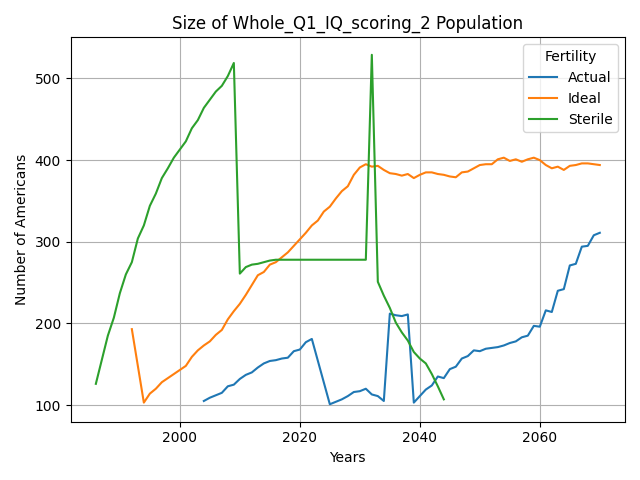 Size of Whole_Q1_IQ_scoring_2 Population
Fertility
Actual
Ideal
Sterile
Number of Americans
500
400
300
200
100
2000
2020
2040
2060
Years